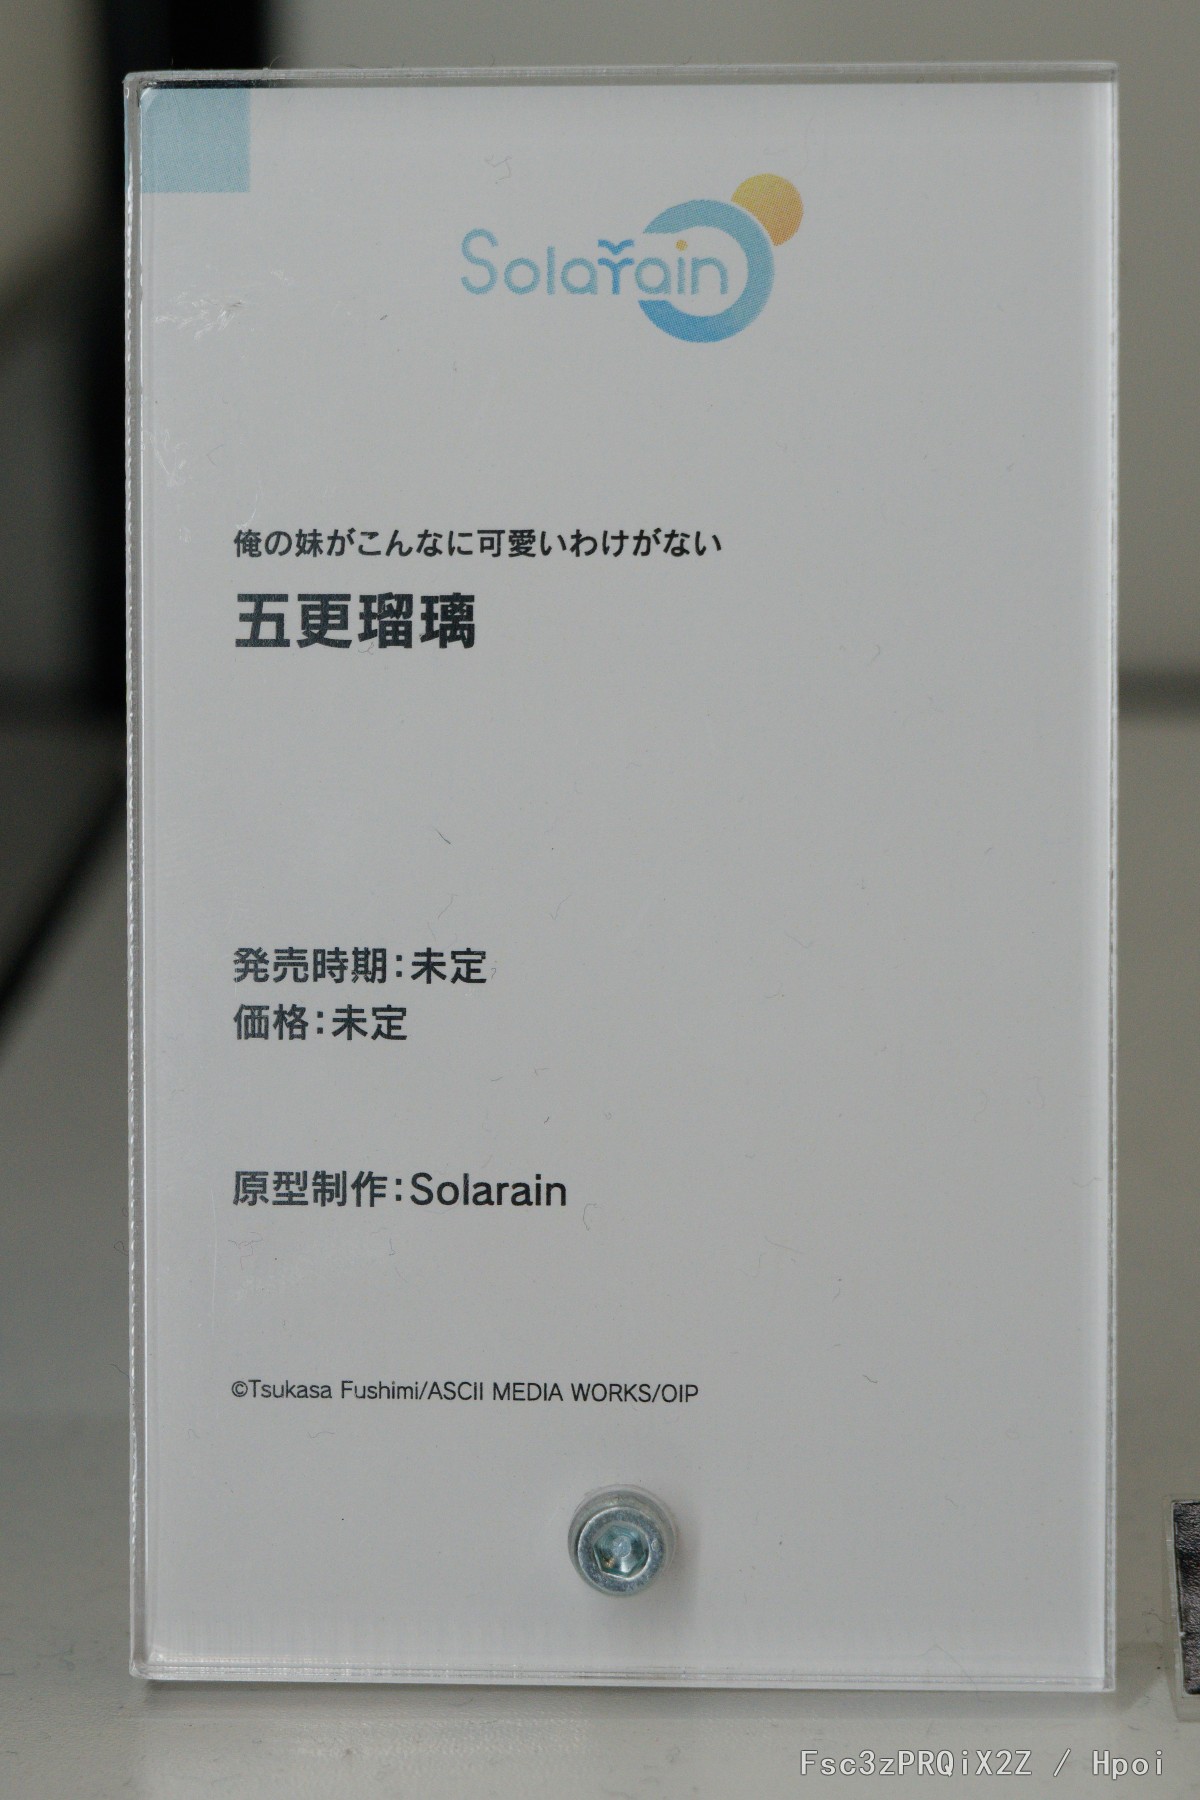 Solarain
俺の妹がこんなに可愛いわけがない
五更瑠璃
発売時期：未定
価格：未定
原型制作：Solarain
©Tsukasa Fushimi/ASCII MEDIA WORKS/OIP
Fsc3zPRQiX2Z / Hpoi